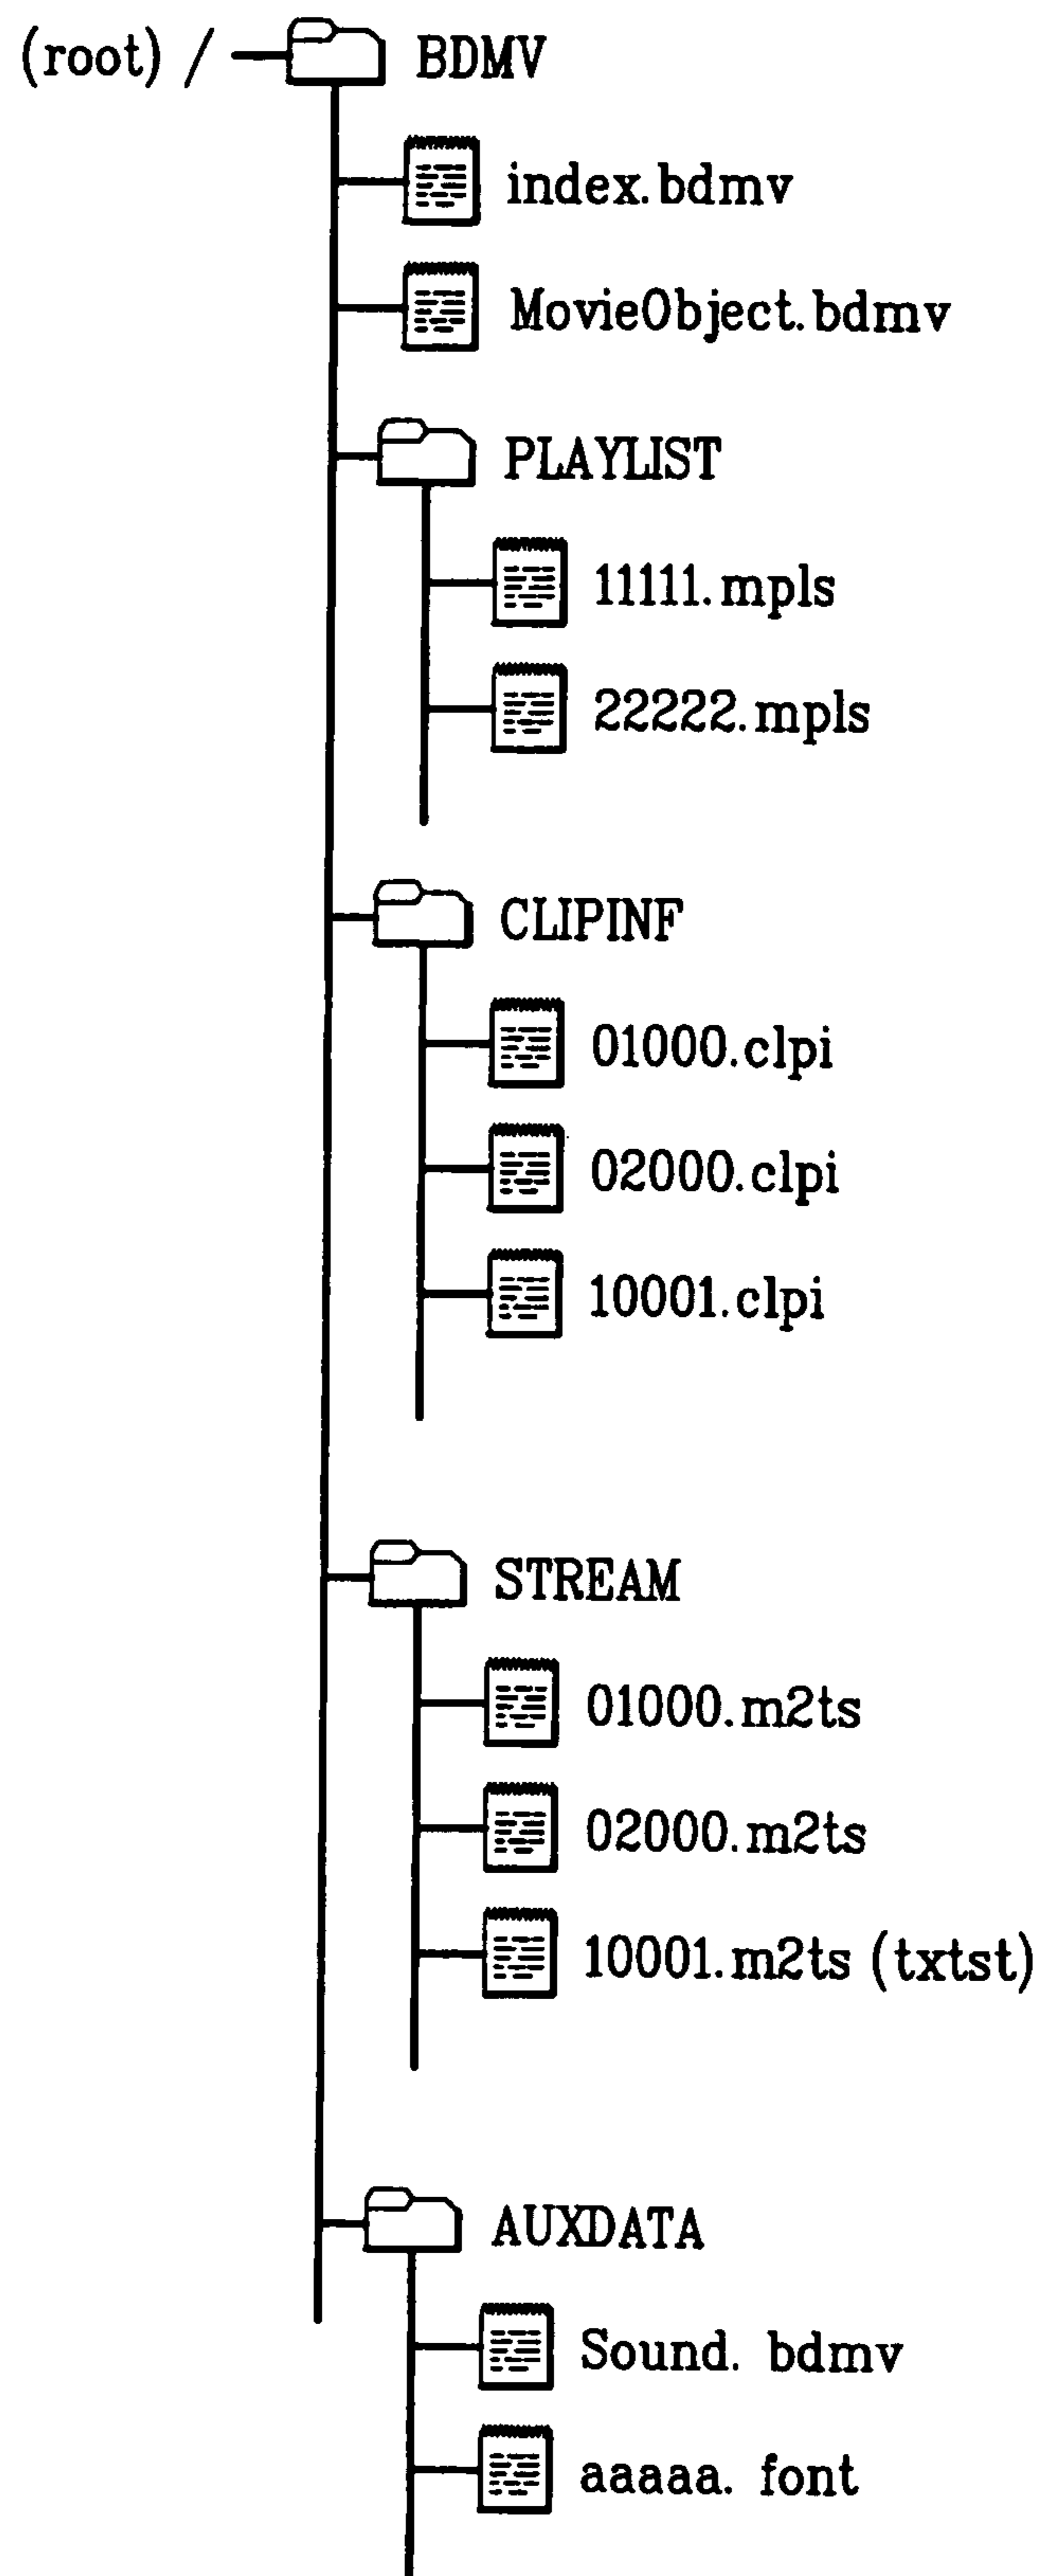 (root) / BDMV
index.bdmv
MovieObject.bdmv
PLAYLIST
11111.mpls
22222.mpls
CLIPINF
01000.clpi
02000.clpi
10001.clpi
STREAM
01000.m2ts
02000.m2ts
10001.m2ts (txtst)
AUXDATA
Sound. bdmv
aaaaa. font